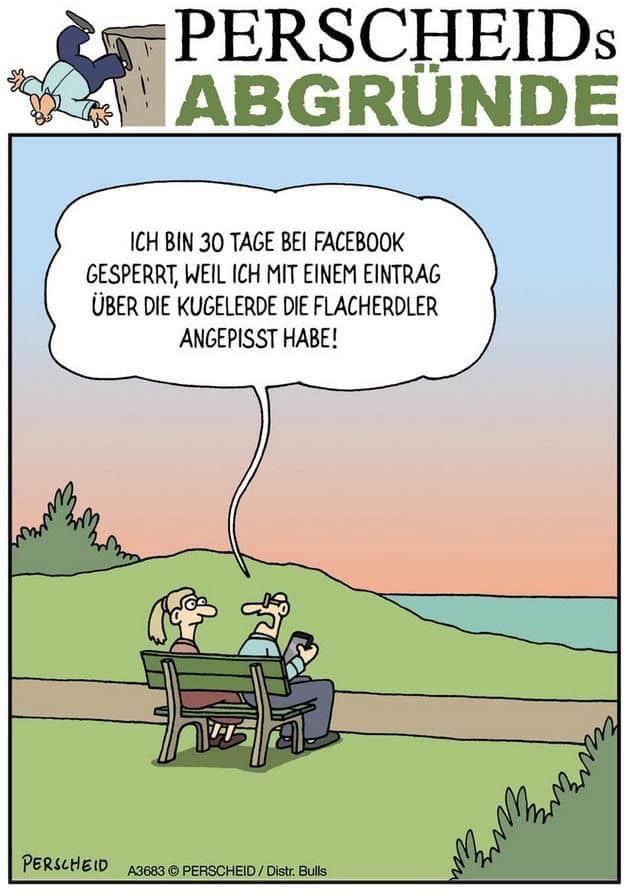 PERSCHEIDs
ABGRÜNDE
ICH BIN 30 TAGE BEI FACEBOOK
GESPERRT, WEIL ICH MIT EINEM EINTRAG
ÜBER DIE KUGELERDE DIE FLACHERDLER
ANGEPISST HABE!
PERSCHEID
A3683 © PERSCHEID / Distr. Bulls